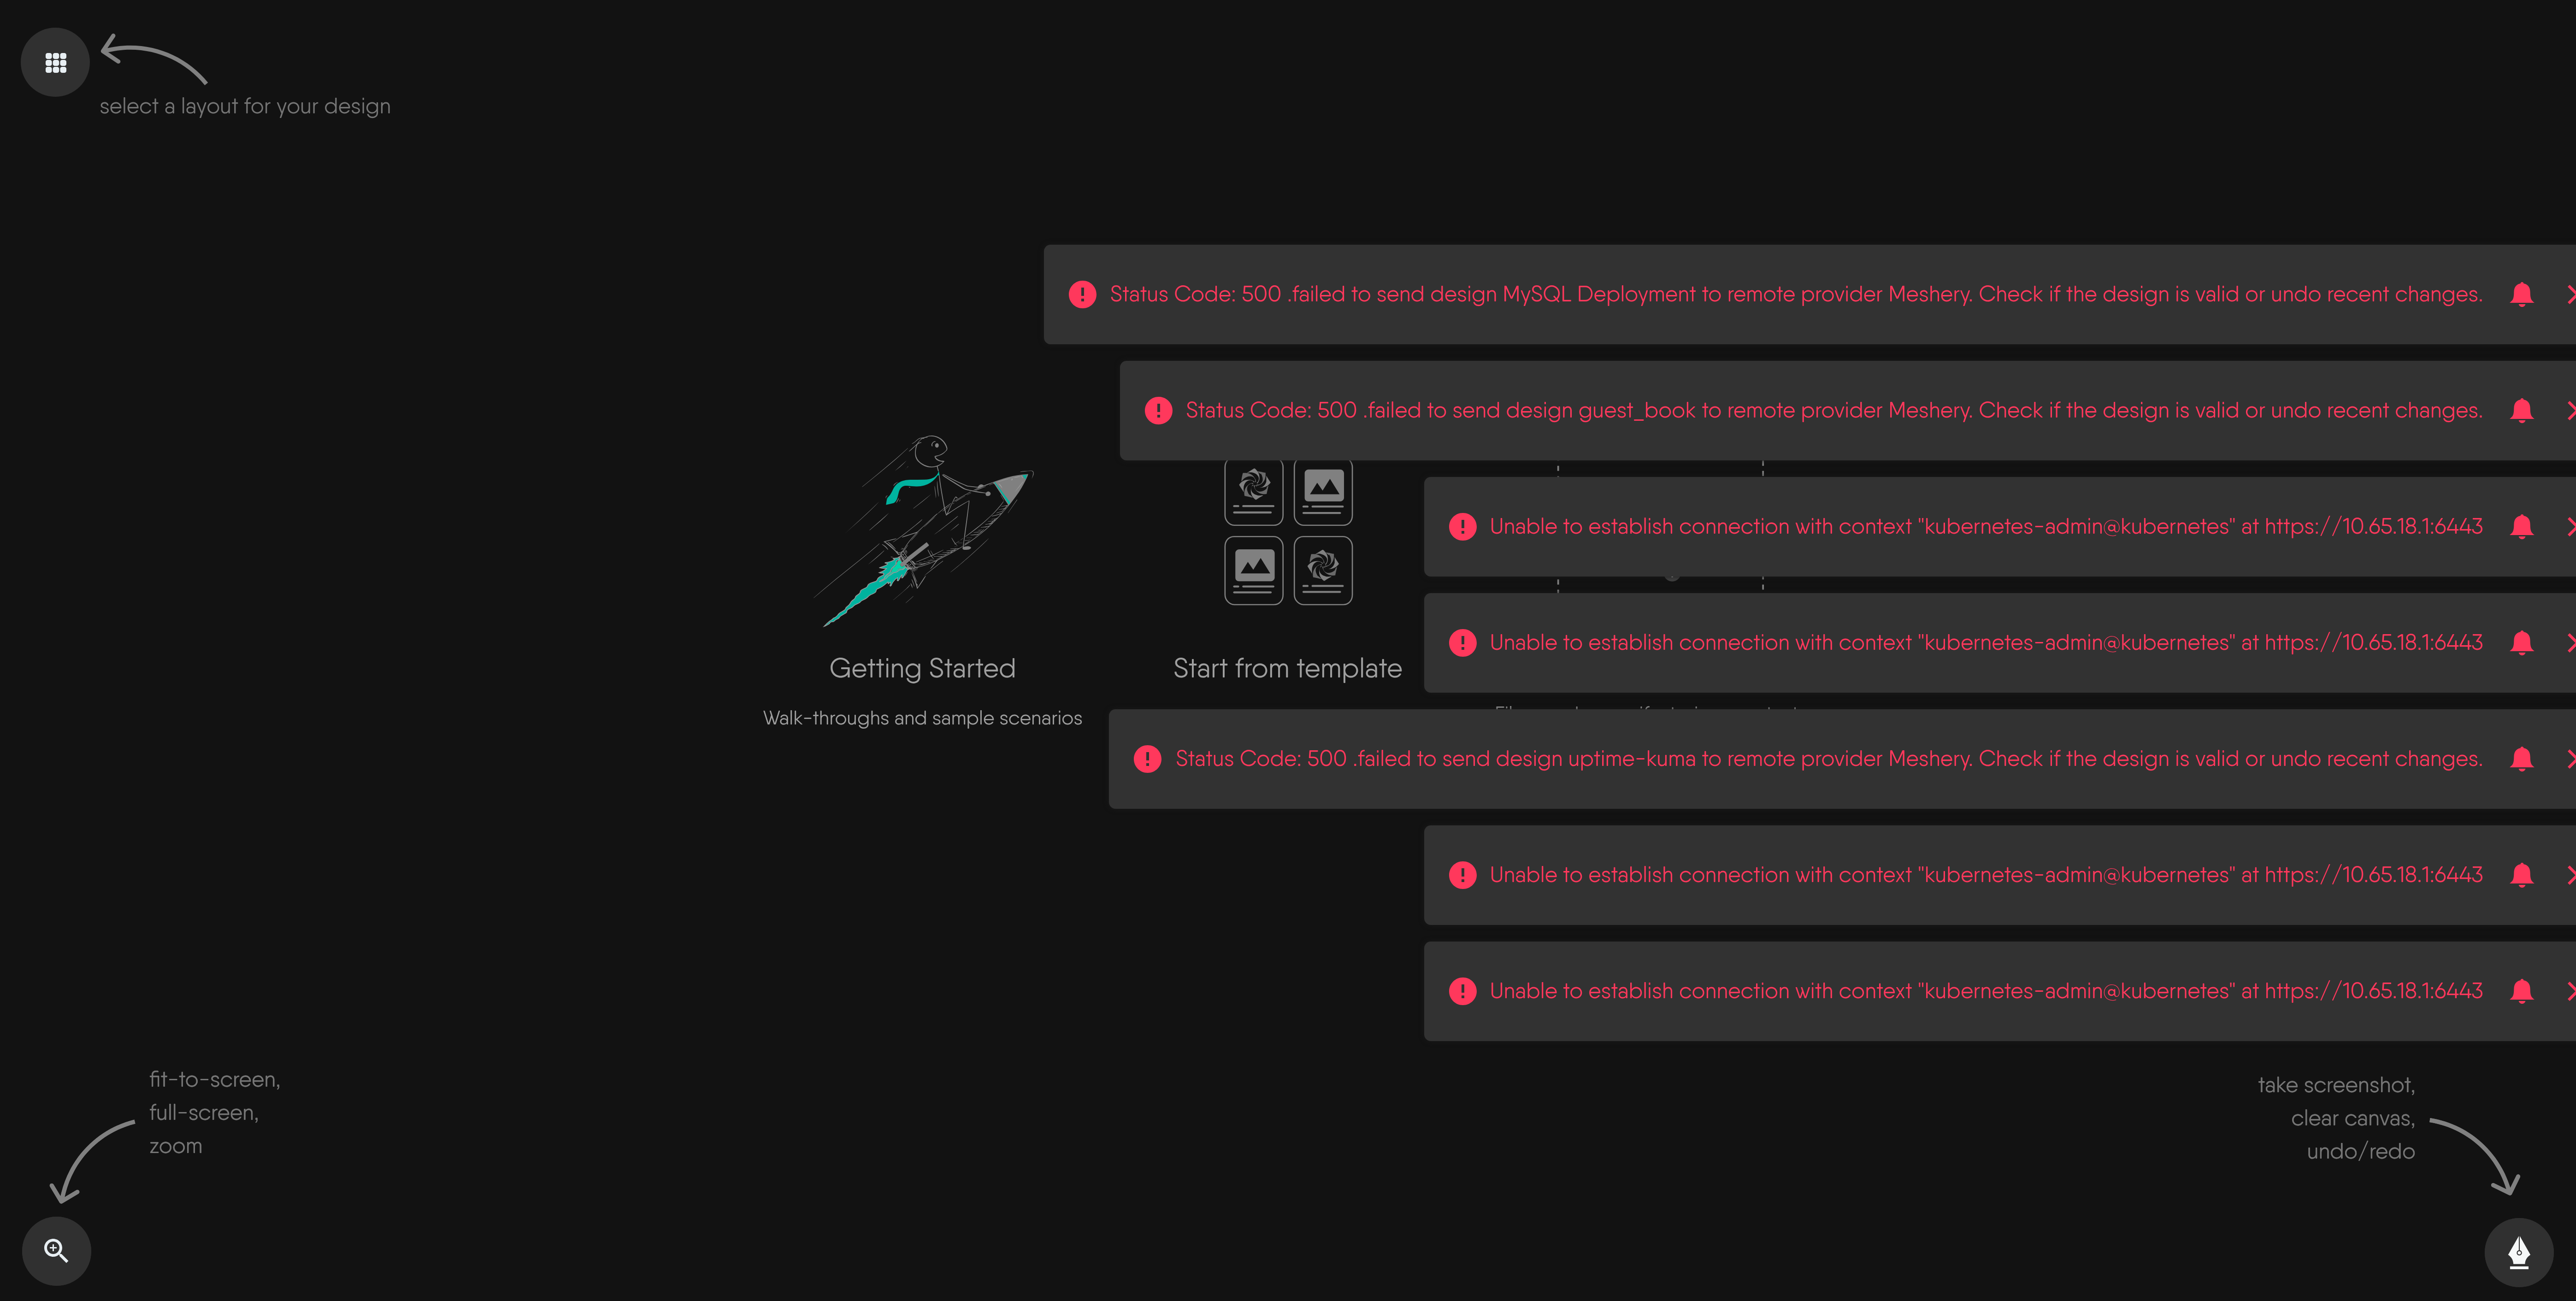 select a layout for your design
Status Code: 500 .failed to send design MySQL Deployment to remote provider Meshery. Check if the design is valid or undo recent changes.
Status Code: 500 .failed to send design guest_book to remote provider Meshery. Check if the design is valid or undo recent changes.
Unable to establish connection with context "kubernetes-admin@kubernetes" at https://10.65.18.1:6443
Unable to establish connection with context "kubernetes-admin@kubernetes" at https://10.65.18.1:6443
Getting Started
Start from template
Walk-throughs and sample scenarios
Status Code: 500 .failed to send design uptime-kuma to remote provider Meshery. Check if the design is valid or undo recent changes.
Unable to establish connection with context "kubernetes-admin@kubernetes" at https://10.65.18.1:6443
Unable to establish connection with context "kubernetes-admin@kubernetes" at https://10.65.18.1:6443
fit-to-screen,
full-screen,
zoom
take screenshot,
clear canvas,
undo/redo